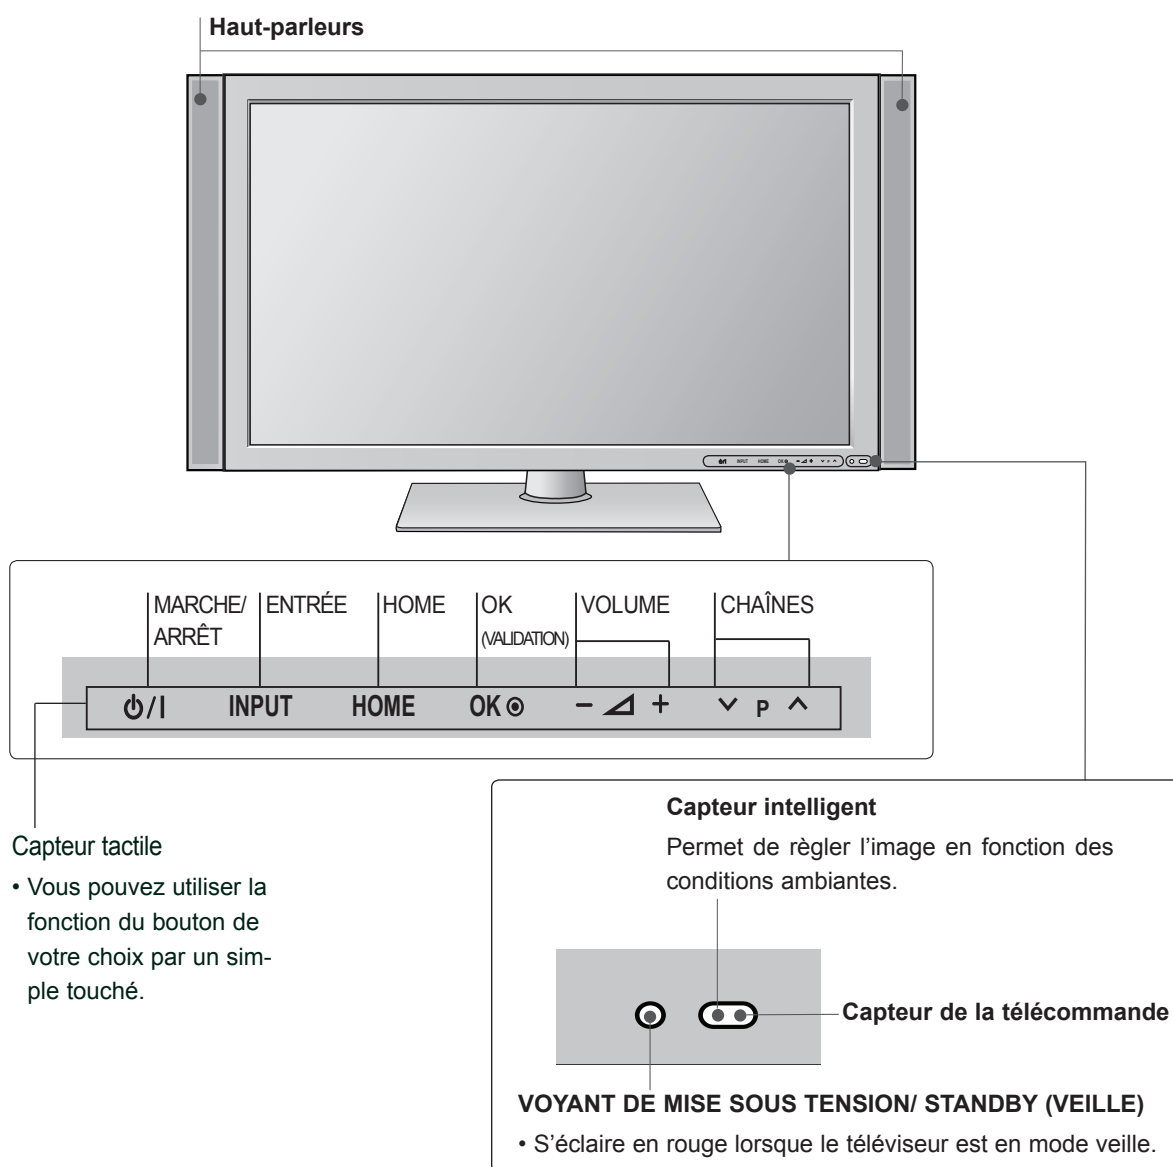 Haut-parleurs
INPUT HOME OK P
MARCHE/ ENTRÉE HOME OK VOLUME CHAÎNES
ARRÊT (VALIDATION)
/I INPUT HOME OK - + P
Capteur tactile
• Vous pouvez utiliser la
fonction du bouton de
votre choix par un sim-
ple touché.
Capteur intelligent
Permet de règler l’image en fonction des
conditions ambiantes.
Capteur de la télécommande
VOYANT DE MISE SOUS TENSION/ STANDBY (VEILLE)
• S’éclaire en rouge lorsque le téléviseur est en mode veille.